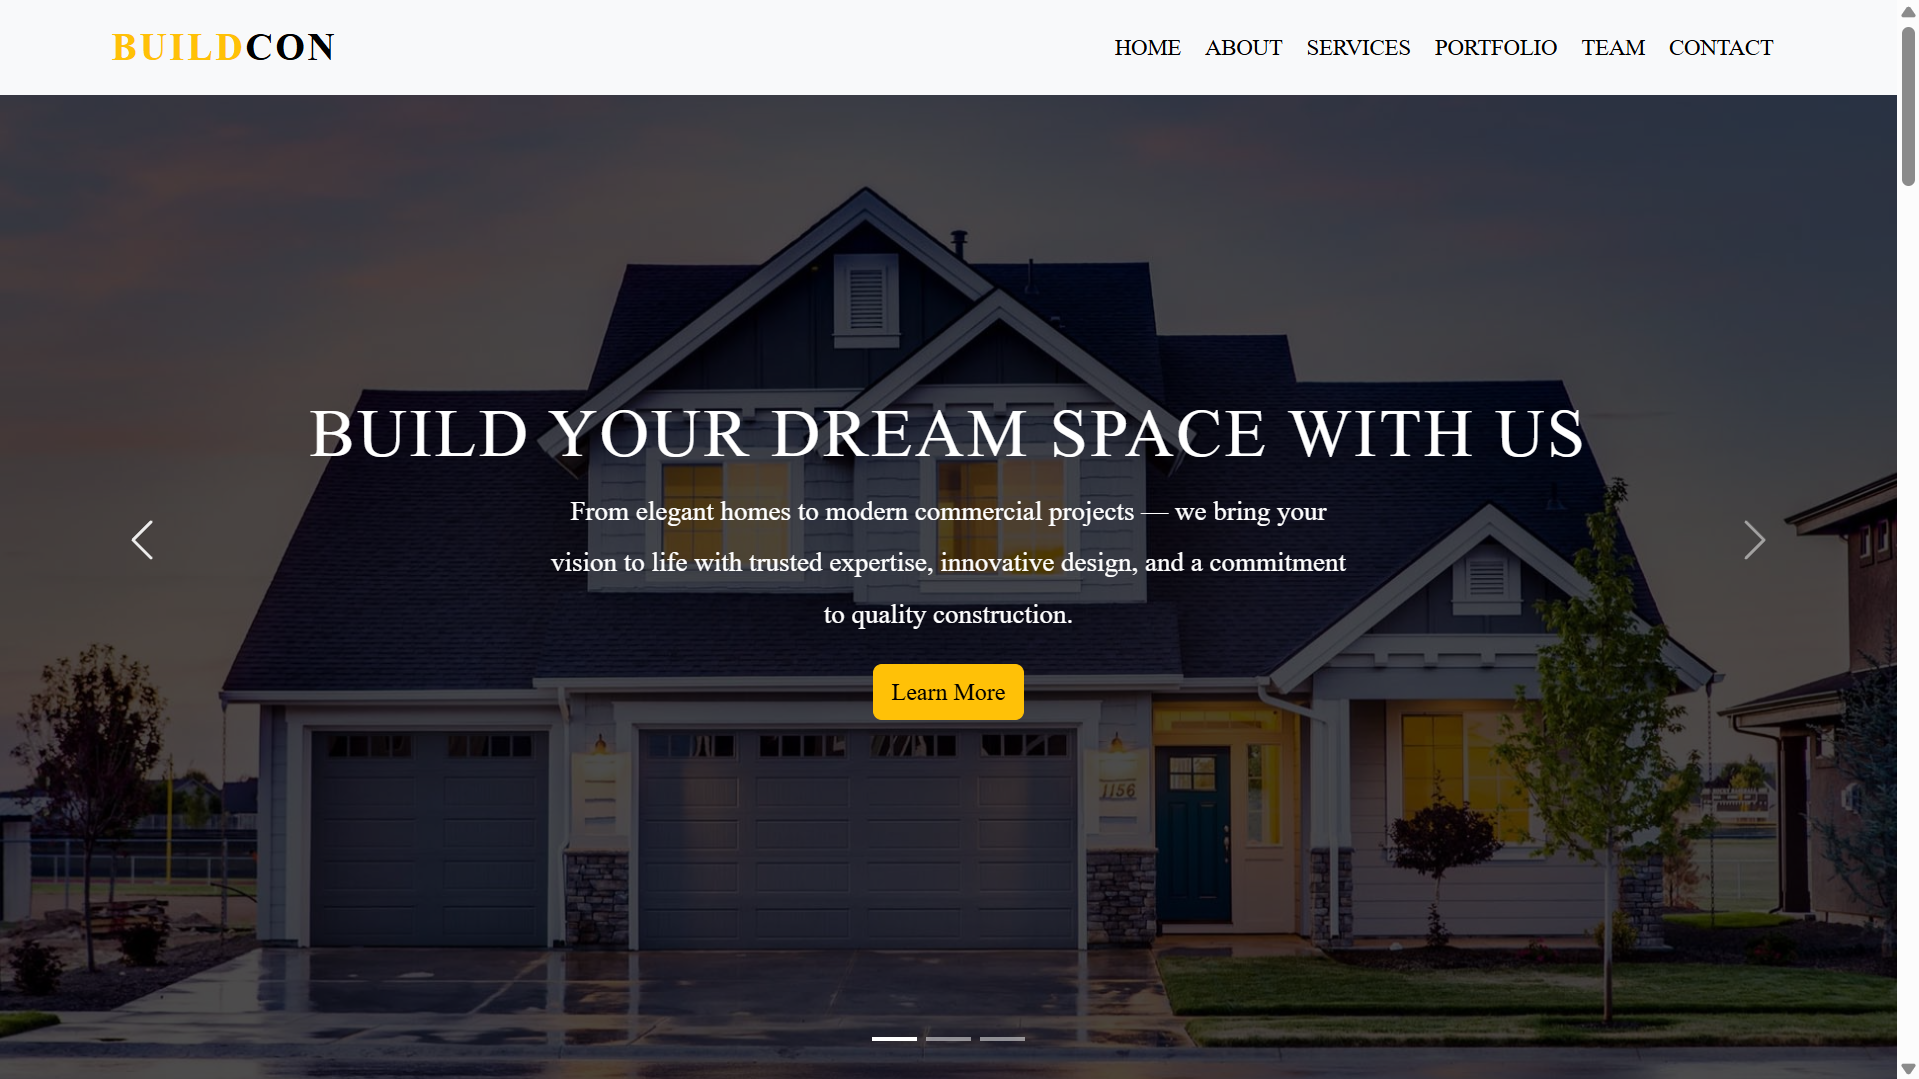 BUILDCON
HOME ABOUT SERVICES PORTFOLIO TEAM CONTACT
BUILD YOUR DREAM SPACE WITH US
From elegant homes to modern commercial projects — we bring your
vision to life with trusted expertise, innovative design, and a commitment
to quality construction.
Learn More
1156